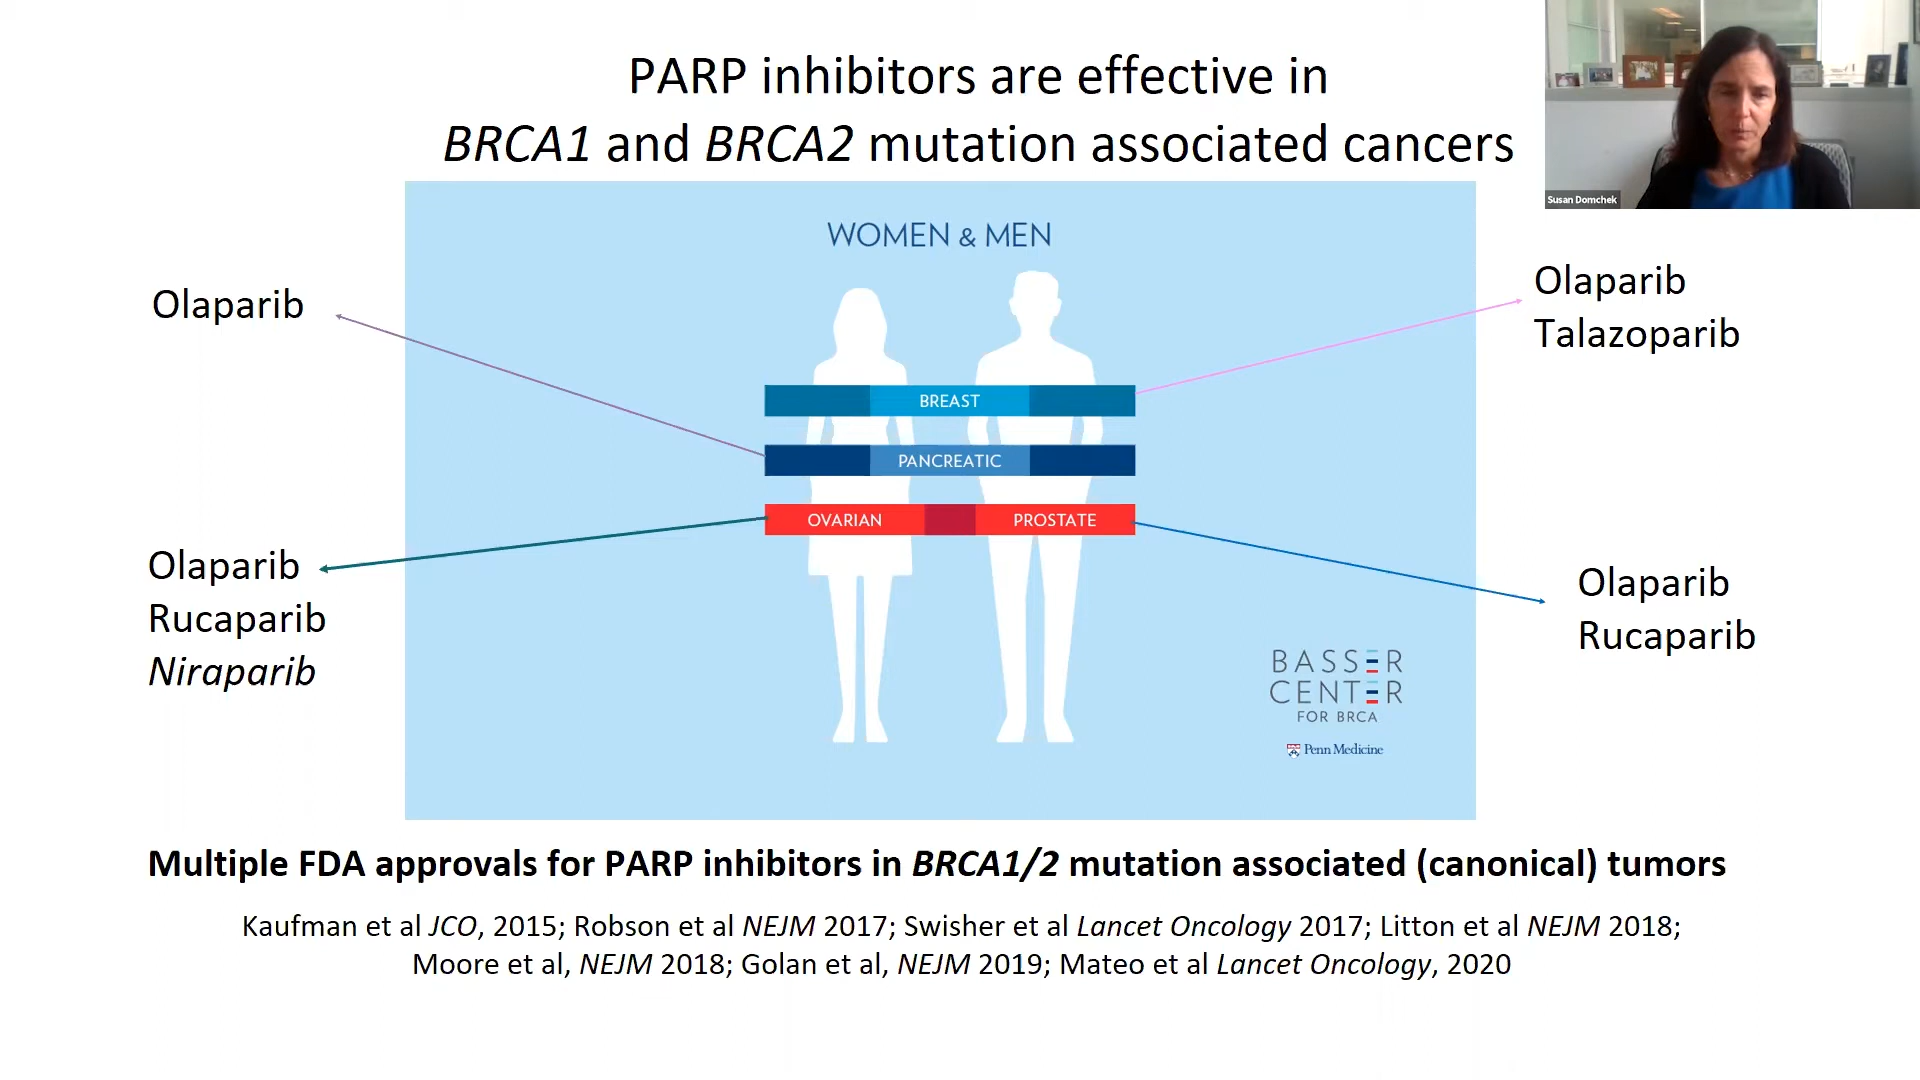 PARP inhibitors are effective in
BRCA1 and BRCA2 mutation associated cancers
Susan Domchek
WOMEN & MEN
Olaparib
Olaparib
Talazoparib
BREAST
PANCREATIC
OVARIAN
PROSTATE
Olaparib
Rucaparib
Niraparib
Olaparib
Rucaparib
BASSER
CENTER
FOR BRCA
Penn Medicine
Multiple FDA approvals for PARP inhibitors in BRCA1/2 mutation associated (canonical) tumors
Kaufman et al JCO, 2015; Robson et al NEJM 2017; Swisher et al Lancet Oncology 2017; Litton et al NEJM 2018;
Moore et al, NEJM 2018; Golan et al, NEJM 2019; Mateo et al Lancet Oncology, 2020